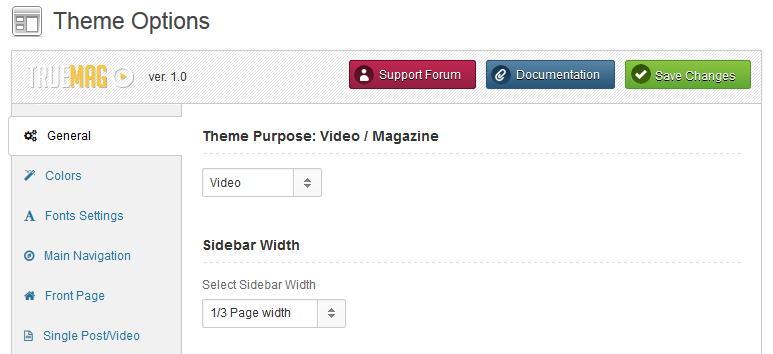 Theme Options
TRUEMAG ver. 1.0
Support Forum
Documentation
Save Changes
General
Colors
Fonts Settings
Main Navigation
Front Page
Single Post/Video
Theme Purpose: Video / Magazine
Video
Sidebar Width
Select Sidebar Width
1/3 Page width